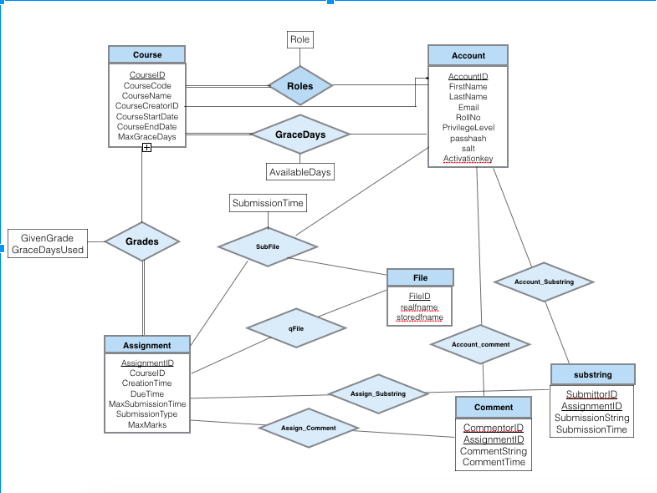 Role
Course
CourseID
CourseCode
CourseName
CourseCreatorID
CourseStartDate
CourseEndDate
MaxGraceDays
Roles
Account
AccountID
FirstName
LastName
Email
RollNo
PrivilegeLevel
passhash
salt
Activationkey
GraceDays
AvailableDays
SubmissionTime
GivenGrade
GraceDaysUsed
Grades
SubFile
File
FileID
realfname
storedfname
Account_Substring
qFile
Account_comment
Assignment
AssignmentID
CourseID
CreationTime
DueTime
MaxSubmissionTime
SubmissionType
MaxMarks
Assign_Substring
substring
SubmittorID
AssignmentID
SubmissionString
SubmissionTime
Assign_Comment
Comment
CommentorID
AssignmentID
CommentString
CommentTime